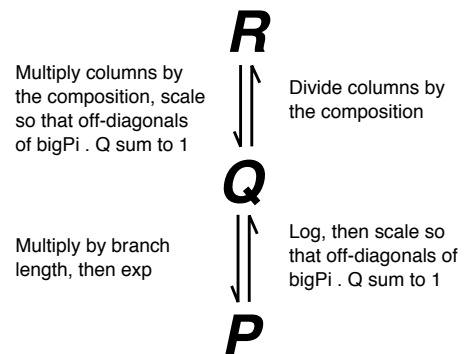 R
Multiply columns by
the composition, scale
so that off-diagonals
of bigPi . Q sum to 1
Divide columns by
the composition
Q
Multiply by branch
length, then exp
Log, then scale so
that off-diagonals of
bigPi . Q sum to 1
P